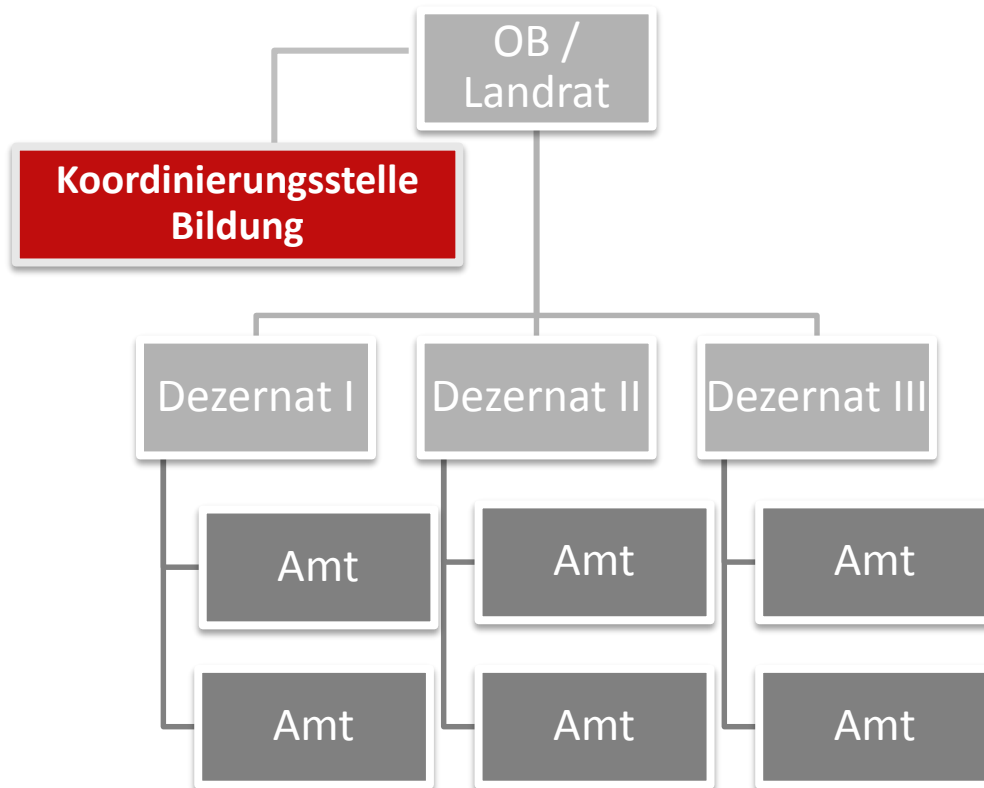 OB /
Landrat
Koordinierungsstelle
Bildung
Dezernat I
Dezernat II
Dezernat III
Amt
Amt
Amt
Amt
Amt
Amt